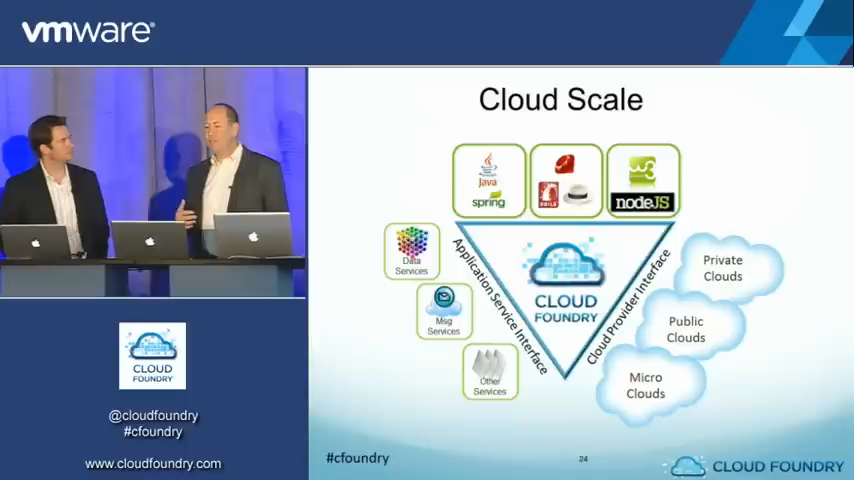 vmware®
Cloud Scale
Java
spring
RAILS
nodeJS
Data
Services
Msg
Services
Other
Services
Application Service Interface
CLOUD
FOUNDRY
Cloud Provider Interface
Private
Clouds
Public
Clouds
Micro
Clouds
CLOUD
FOUNDRY
@cloudfoundry
#cfoundry
www.cloudfoundry.com
#cfoundry
24
CLOUD FOUNDRY